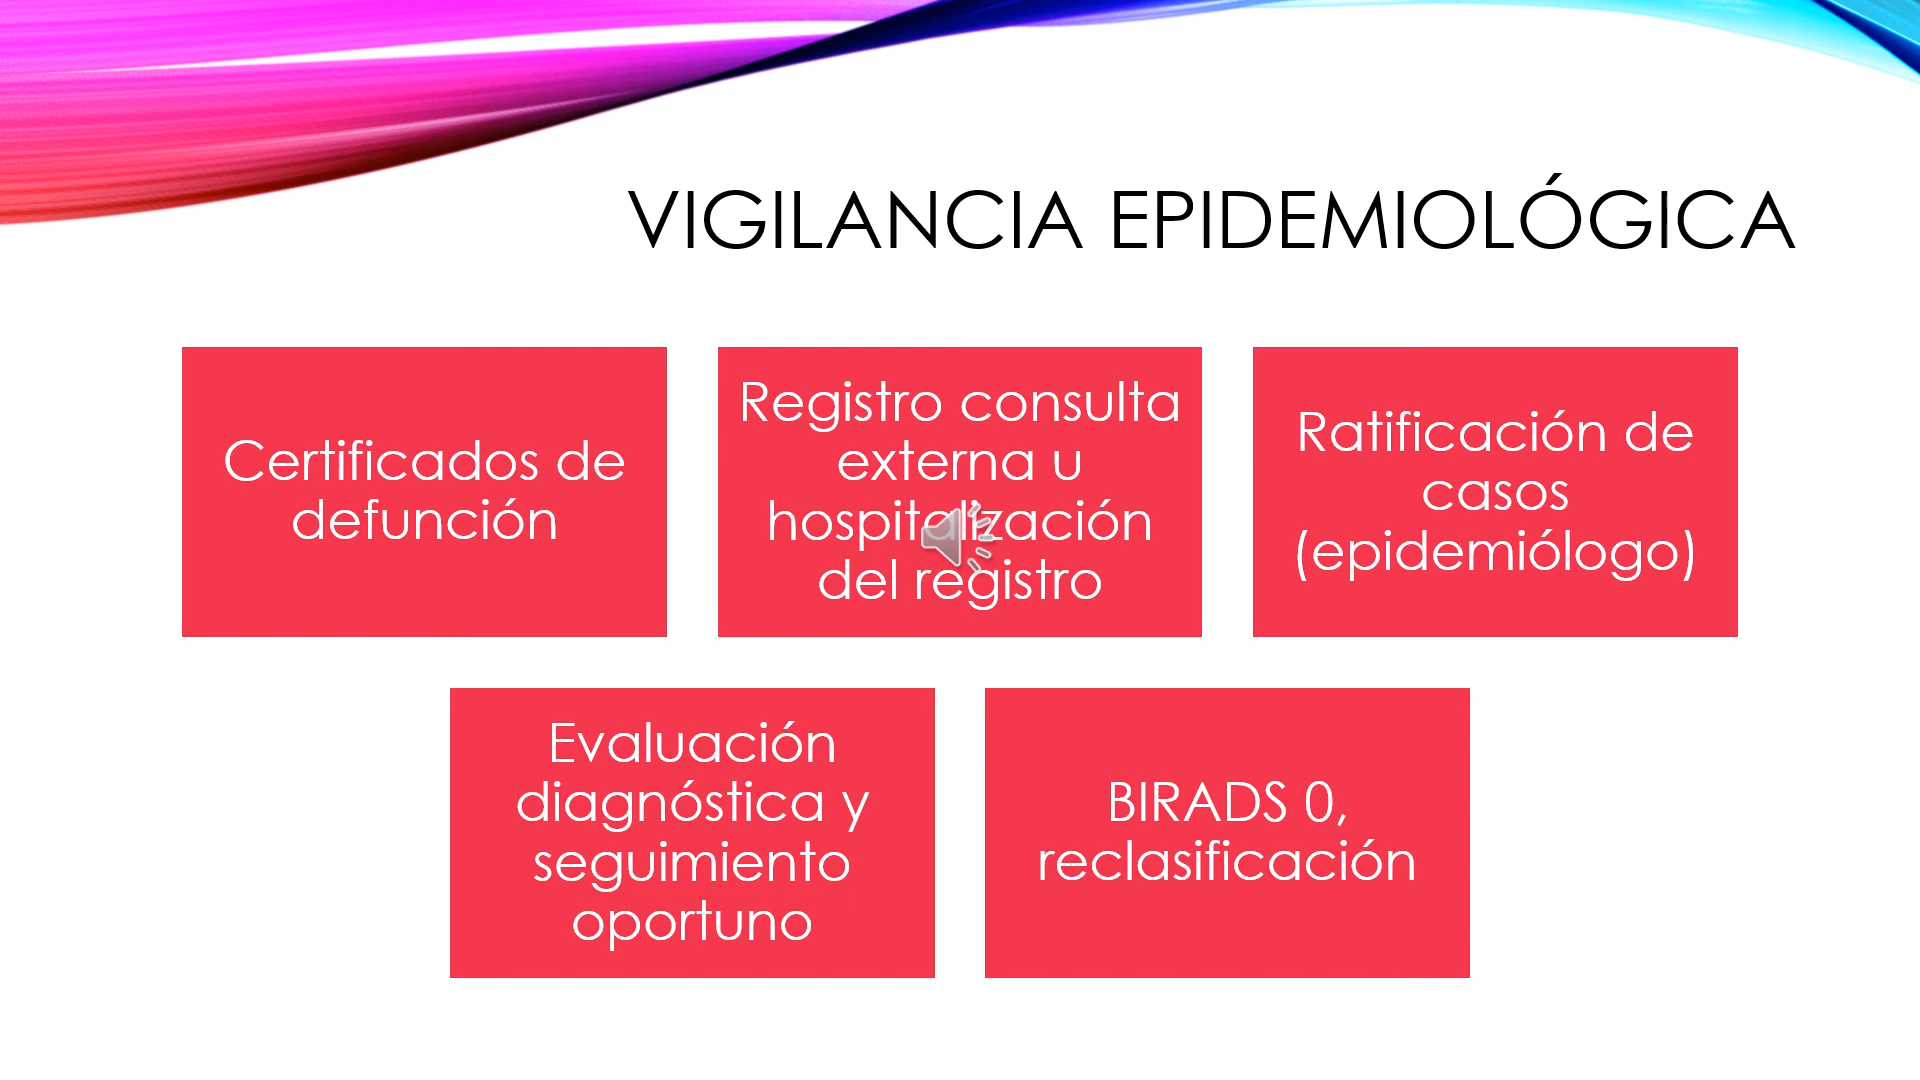 VIGILANCIA EPIDEMIOLÓGICA
Certificados de
defunción
Registro consulta
externa u
hospitalización
del registro
Ratificación de
casos
(epidemiólogo)
Evaluación
diagnóstica y
seguimiento
oportuno
BIRADS 0,
reclasificación